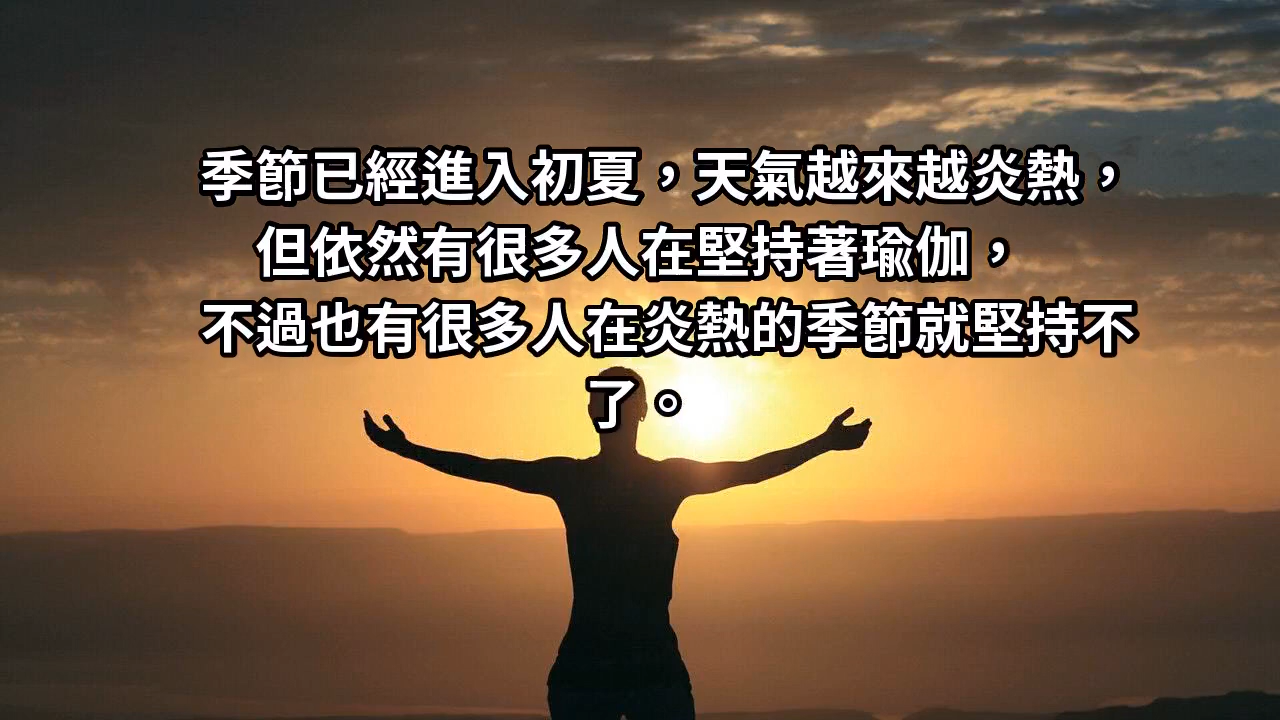 季節已經進入初夏，天氣越來越炎熱，
但依然有很多人在堅持著瑜伽，
不過也有很多人在炎熱的季節就堅持不
了。